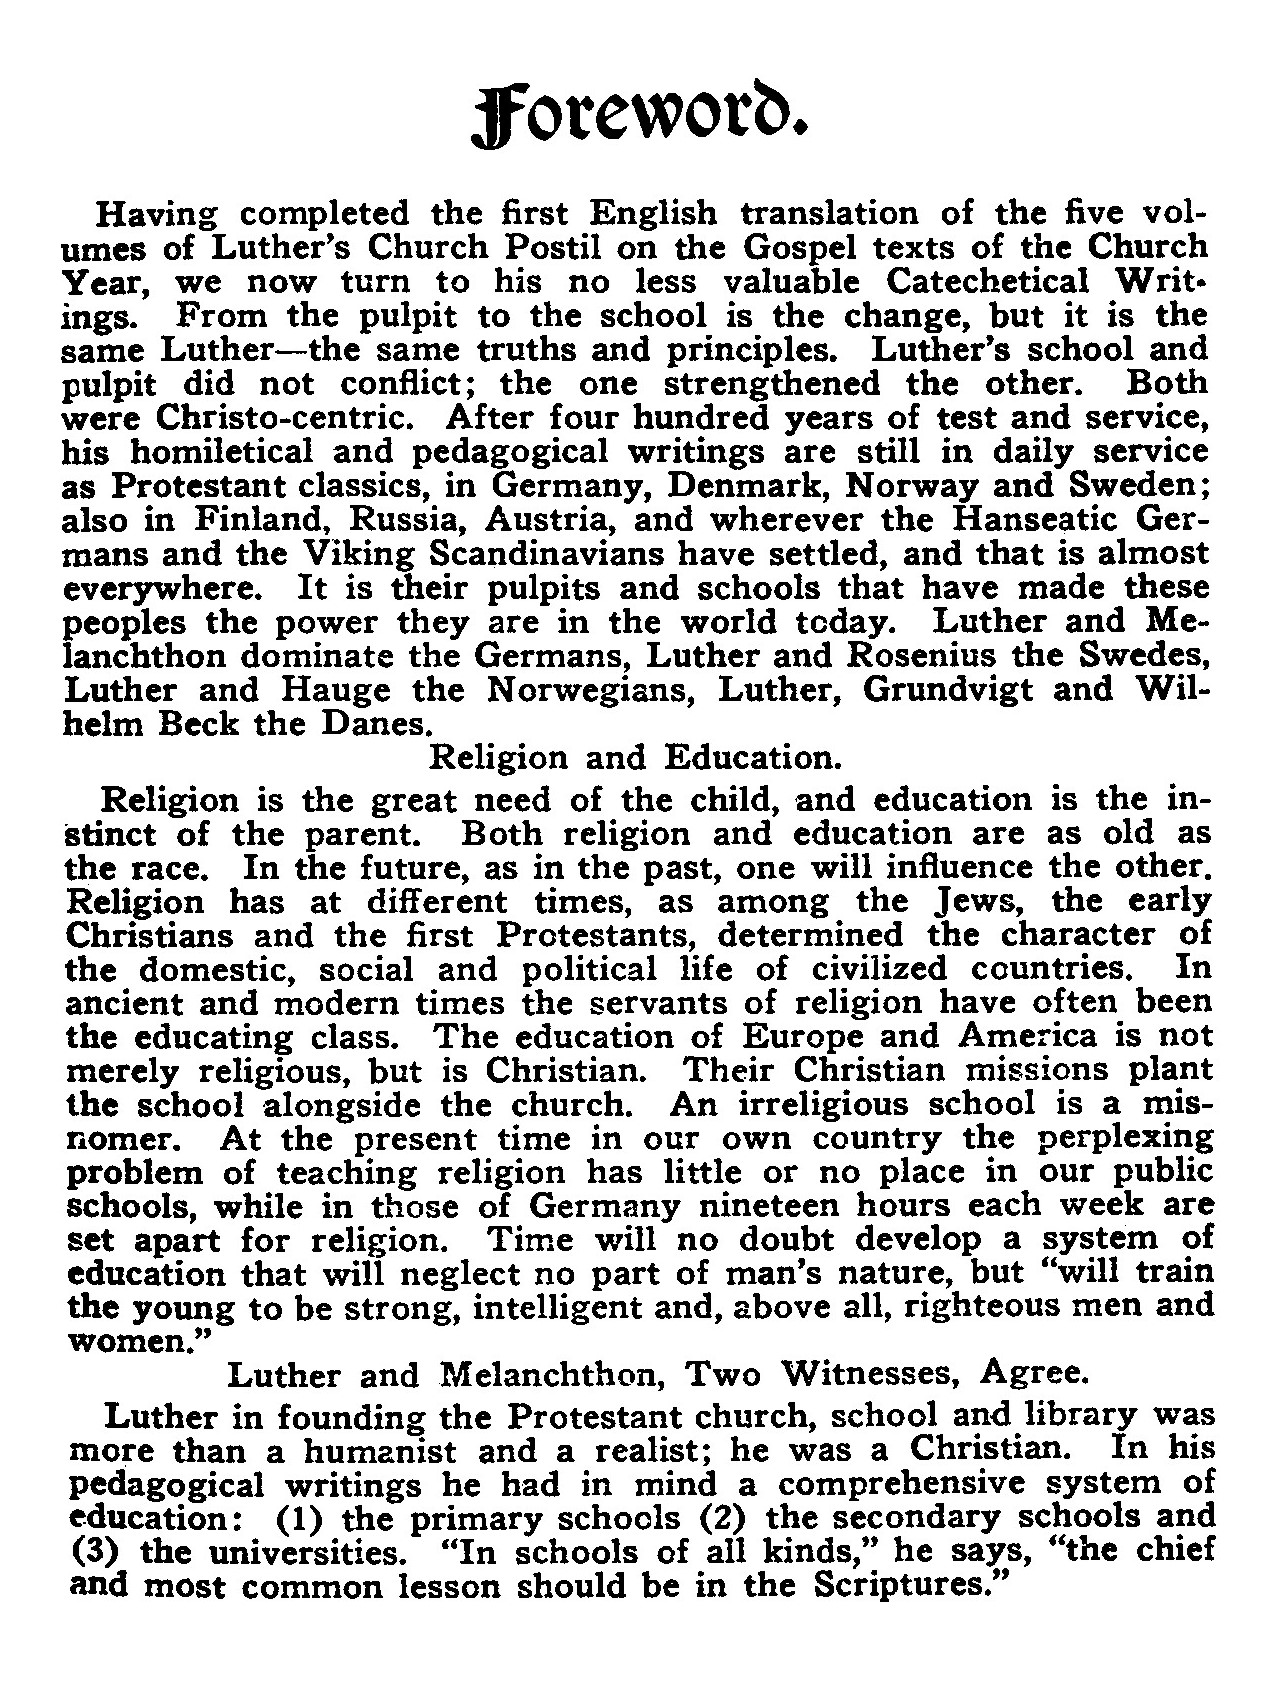 Foreword.
Having completed the first English translation of the five vol-
umes of Luther's Church Postil on the Gospel texts of the Church
Year, we now turn to his no less valuable Catechetical Writ-
ings. From the pulpit to the school is the change, but it is the
same Luther—the same truths and principles. Luther's school and
pulpit did not conflict; the one strengthened the other. Both
were Christo-centric. After four hundred years of test and service,
his homiletical and pedagogical writings are still in daily service
as Protestant classics, in Germany, Denmark, Norway and Sweden;
also in Finland, Russia, Austria, and wherever the Hanseatic Ger-
mans and the Viking Scandinavians have settled, and that is almost
everywhere. It is their pulpits and schools that have made these
peoples the power they are in the world today. Luther and Me-
lanchthon dominate the Germans, Luther and Rosenius the Swedes,
Luther and Hauge the Norwegians, Luther, Grundvigt and Wil-
helm Beck the Danes.
Religion and Education.
Religion is the great need of the child, and education is the in-
stinct of the parent. Both religion and education are as old as
the race. In the future, as in the past, one will influence the other.
Religion has at different times, as among the Jews, the early
Christians and the first Protestants, determined the character of
the domestic, social and political life of civilized countries. In
ancient and modern times the servants of religion have often been
the educating class. The education of Europe and America is not
merely religious, but is Christian. Their Christian missions plant
the school alongside the church. An irreligious school is a mis-
nomer. At the present time in our own country the perplexing
problem of teaching religion has little or no place in our public
schools, while in those of Germany nineteen hours each week are
set apart for religion. Time will no doubt develop a system of
education that will neglect no part of man's nature, but “will train
the young to be strong, intelligent and, above all, righteous men and
women.”
Luther and Melanchthon, Two Witnesses, Agree.
Luther in founding the Protestant church, school and library was
more than a humanist and a realist; he was a Christian. In his
pedagogical writings he had in mind a comprehensive system of
education: (1) the primary schools (2) the secondary schools and
(3) the universities. “In schools of all kinds,” he says, “the chief
and most common lesson should be in the Scriptures.”